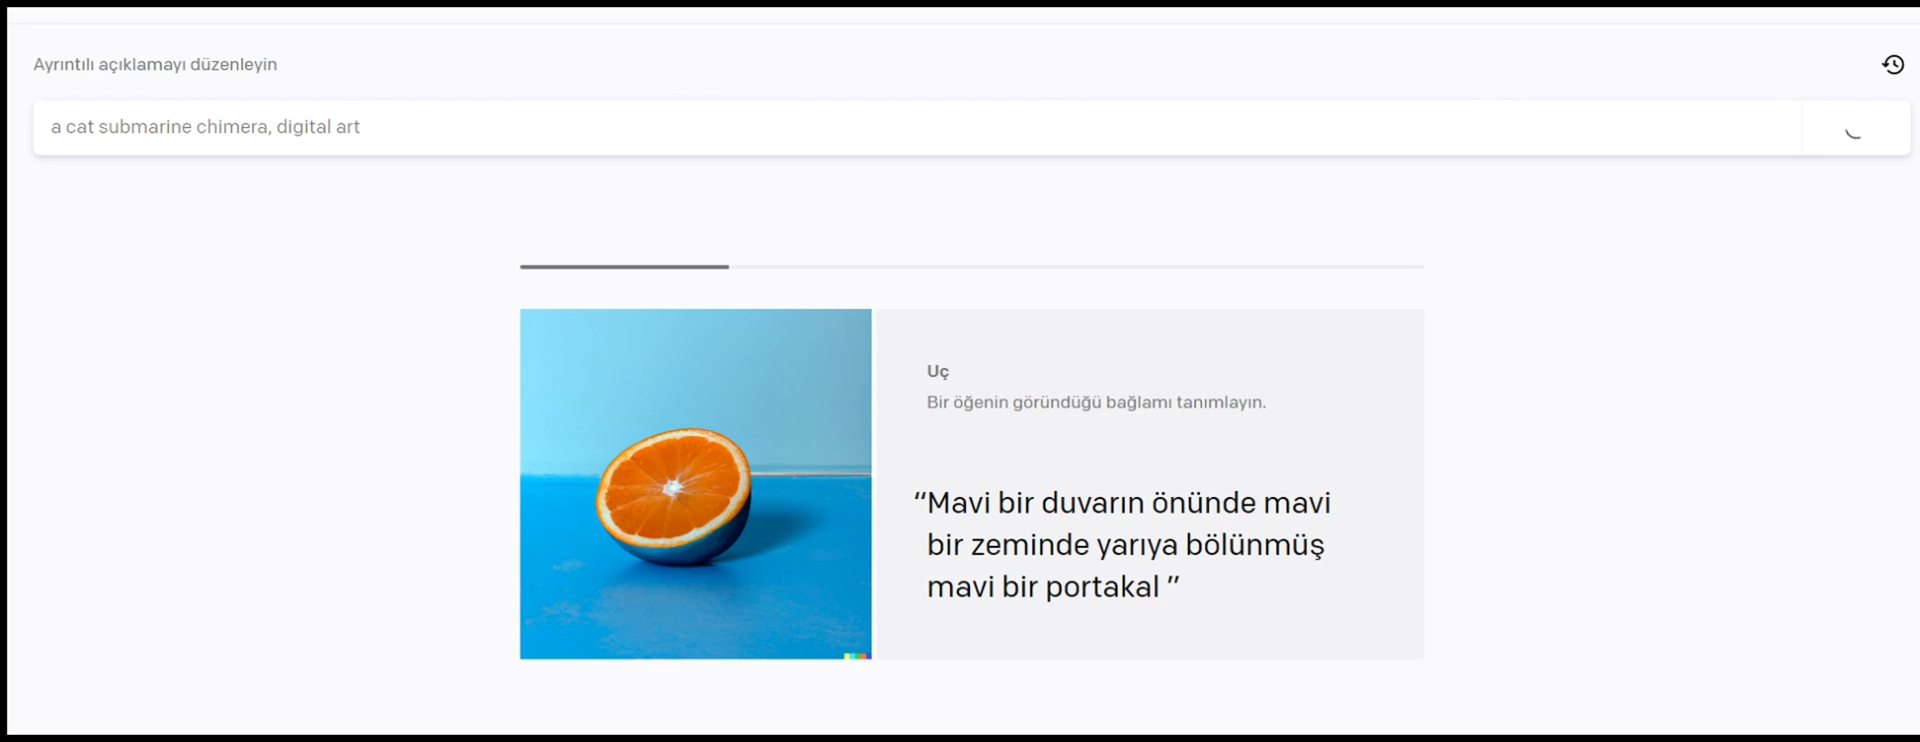 Ayrıntılı açıklamayı düzenleyin
a cat submarine chimera, digital art
Uç
Bir öğenin göründüğü bağlamı tanımlayın.
“Mavi bir duvarın önünde mavi
bir zeminde yarıya bölünmüş
mavi bir portakal ”